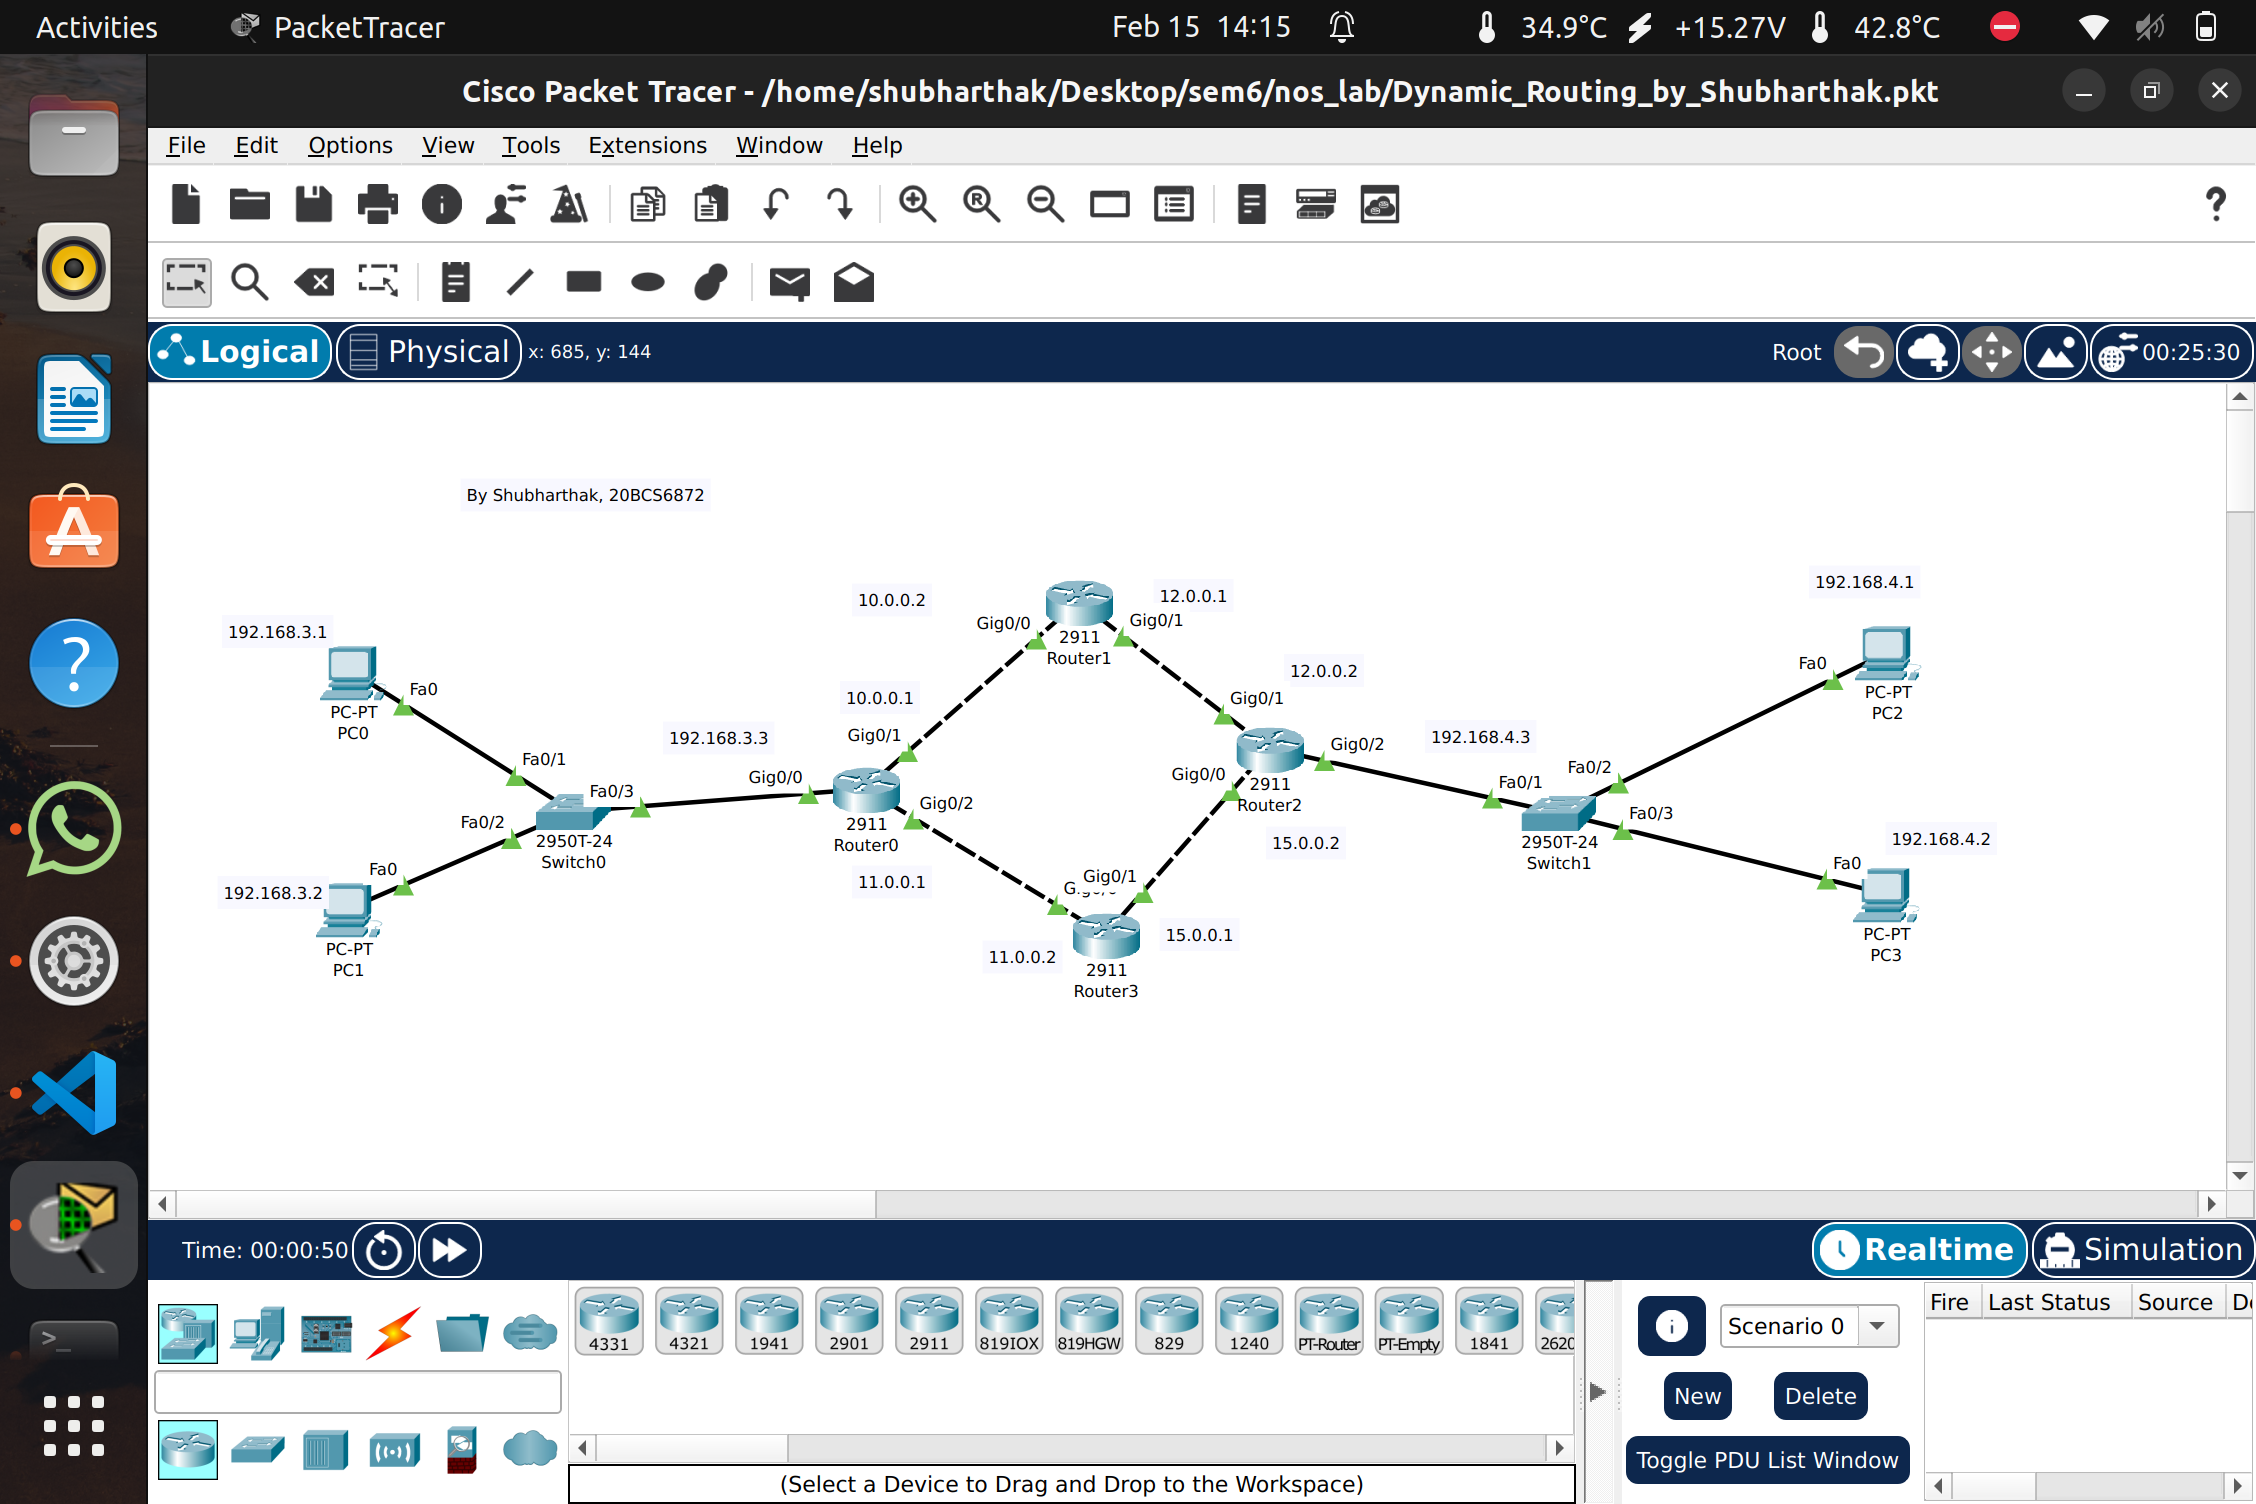 Activities
PacketTracer
Feb 15 14:15
34.9°C
+15.27V
42.8°C
Cisco Packet Tracer - /home/shubharthak/Desktop/sem6/nos_lab/Dynamic_Routing_by_Shubharthak.pkt
File Edit Options View Tools Extensions Window Help
Logical
Physical
x: 685, y: 144
Root
00:25:30
By Shubharthak, 20BCS6872
192.168.3.1
PC-PT
PC0
Fa0
Fa0/1
192.168.3.2
PC-PT
PC1
Fa0
Fa0/2
Fa0/3
2950T-24
Switch0
192.168.3.3
Gig0/0
10.0.0.1
Gig0/1
Gig0/2
2911
Router0
11.0.0.1
10.0.0.2
Gig0/0
2911
Router1
12.0.0.1
Gig0/1
12.0.0.2
Gig0/1
Gig0/2
Gig0/0
2911
Router2
15.0.0.2
Gig0/1
11.0.0.2
2911
Router3
15.0.0.1
192.168.4.3
Fa0/1
Fa0/2
Fa0/3
2950T-24
Switch1
192.168.4.1
Fa0
PC-PT
PC2
192.168.4.2
Fa0
PC-PT
PC3
Time: 00:00:50
Realtime
Simulation
4331
4321
1941
2901
2911
819IOX
819HGW
829
1240
PT-Router
PT-Empty
1841
(Select a Device to Drag and Drop to the Workspace)
Scenario 0
New
Delete
Toggle PDU List Window
Fire Last Status Source